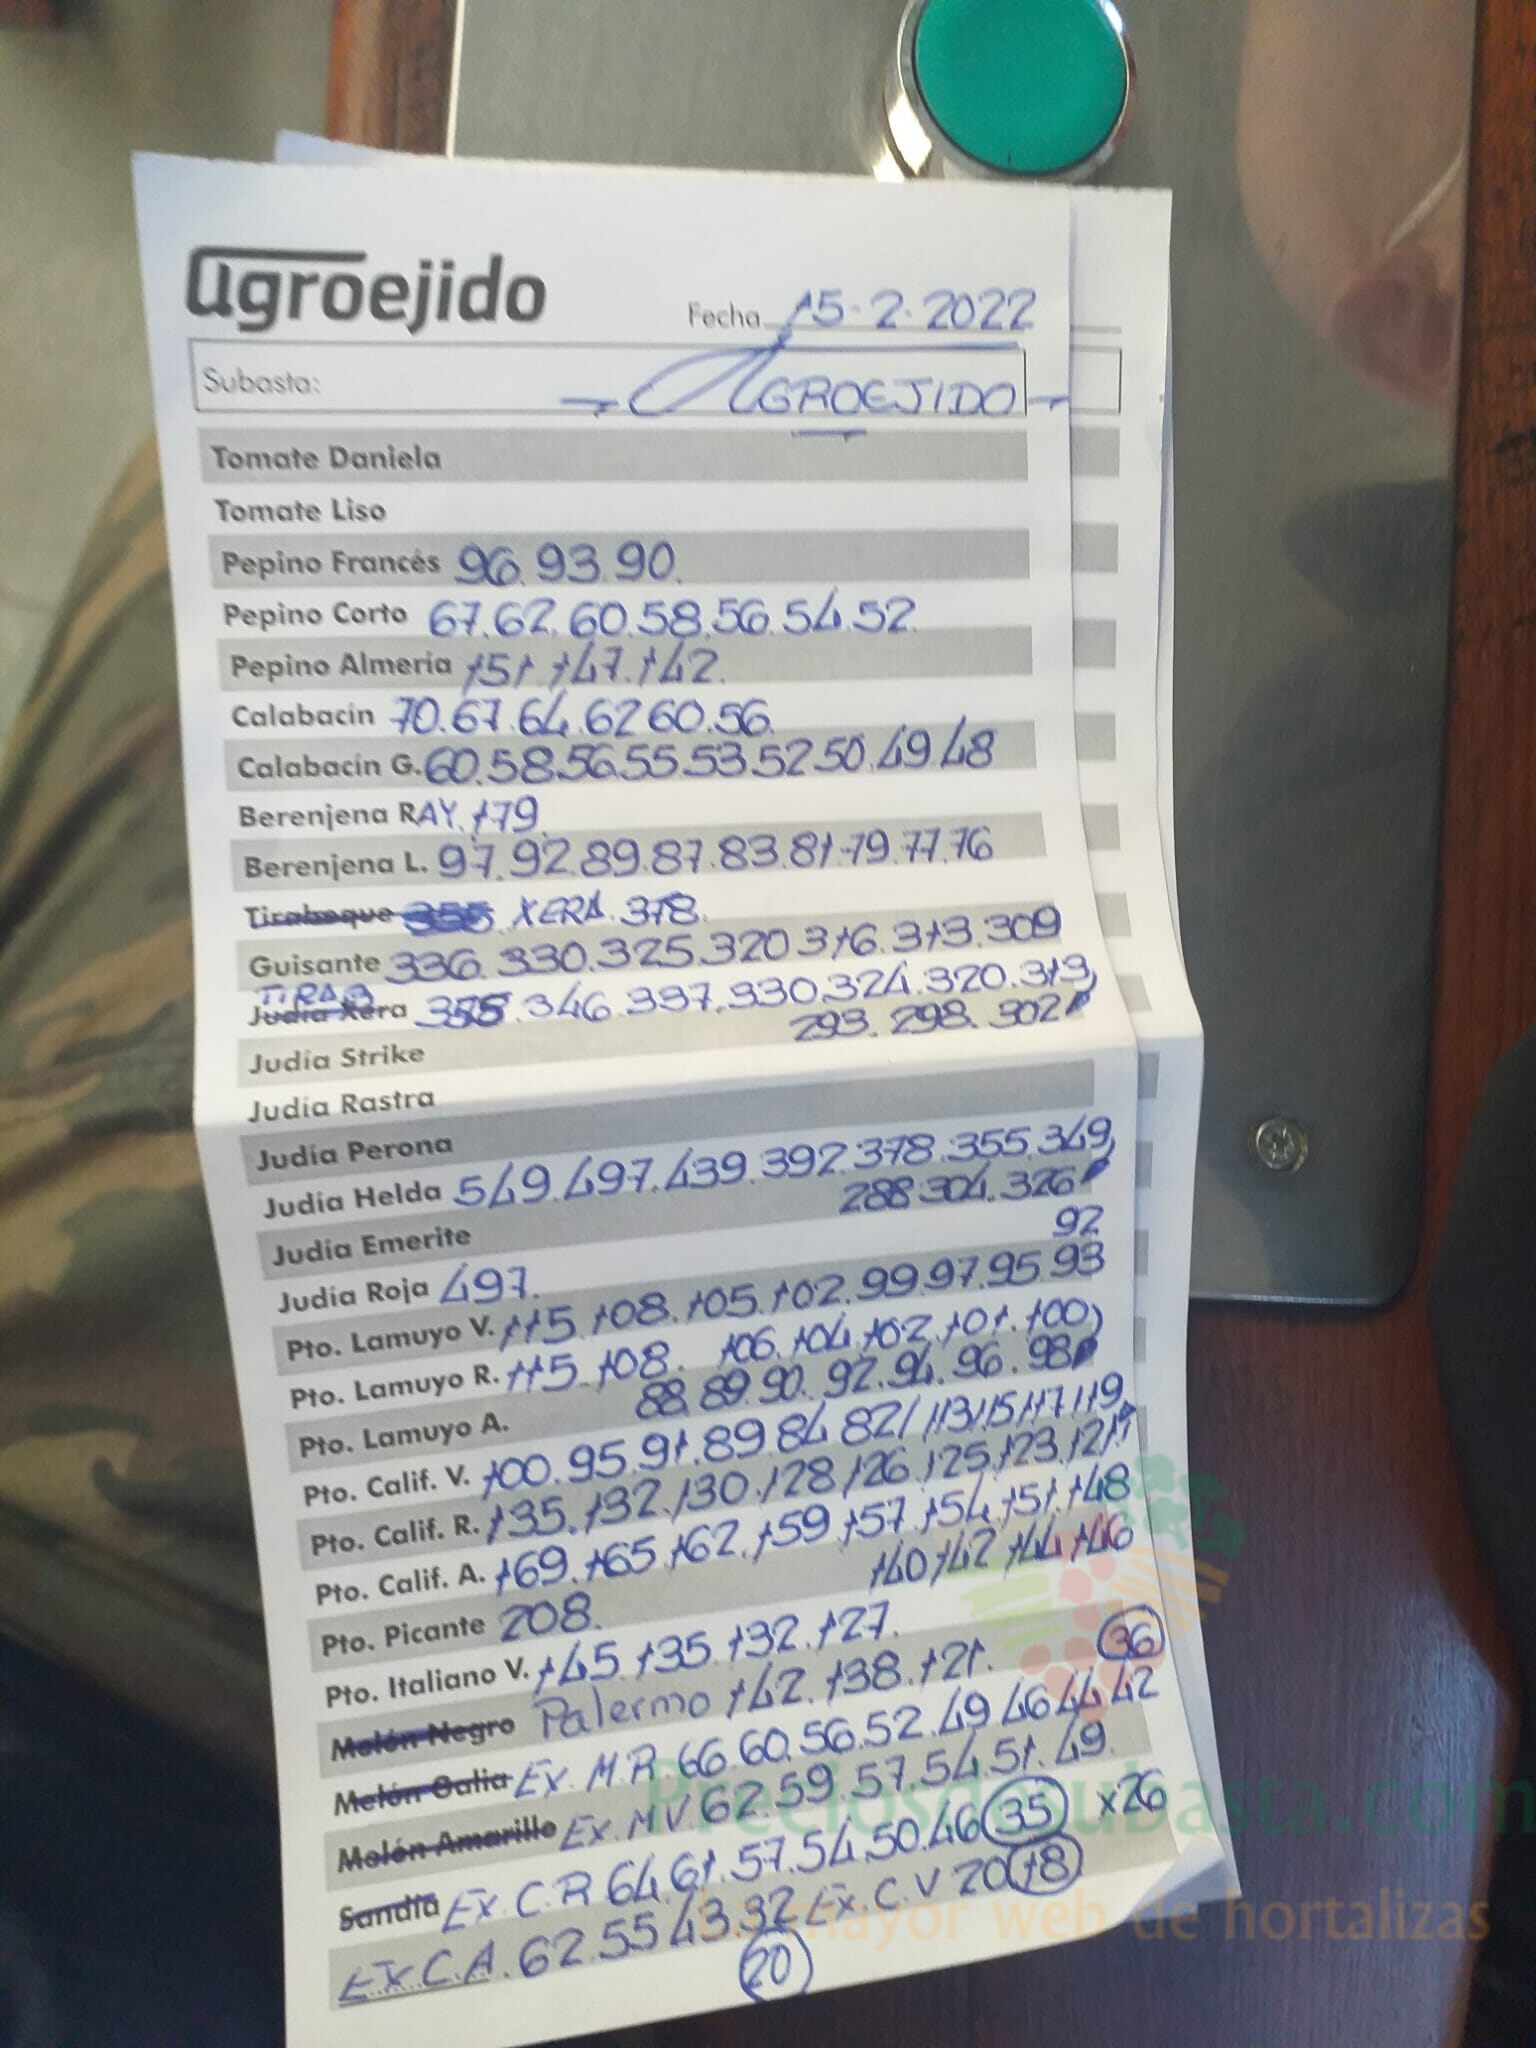 agroejido
Fecha 15-2-2022
Subasta: AGROEJIDO
Tomate Daniela
Tomate Liso
Pepino Francés 96.93.90.
Pepino Corto 67.62.60.58.56.54.52.
Pepino Almería 151.147.142.
Calabacín 70.67.64.62 60.56.
Calabacín G. 60.58.56.55.53.52.50.49.48
Berenjena RAY. 179.
Berenjena L. 97.92.89.87.83.81.79.77.76
Tirabeque 355 XERA. 378.
Guisante 336.330.325.320.316.313.309
TIRAB
Judía Xera 355.346.337.330.324.320.313
293. 298. 302
Judía Strike
Judía Rastra
Judía Perona
Judía Helda 549.497.439.392.378.355.349
288 304.326
Judía Emerite
92
Judía Roja 497.
Pto. Lamuyo V. 115.108.105.102.99.97.95.93
Pto. Lamuyo R. 115.108. 106.104.102.101.100
88.89.90.92.94.96.98
Pto. Lamuyo A.
Pto. Calif. V. 100.95.91.89.84 82/113.115.117.119
Pto. Calif. R. 135.132.130.128.126.125.123.121
Pto. Calif. A. 169.165.162.159.157.154.151.148
140 142 144 146
Pto. Picante 208.
Pto. Italiano V. 145.135.132.127.
Melón Negro Palermo 142.138.121.
36
Melón Galia Ex. M.R. 66.60.56.52.49 46 44 42
Melón Amarillo Ex. M.V. 62.59.57.54.51.49.
Sandía Ex. C. R 64.61.57.54.50.46 35 x26
Ex C.A. 62.55 43.32 Ex. C. V 20 18
20
Preciosdesubasta.com
mayor web de hortalizas